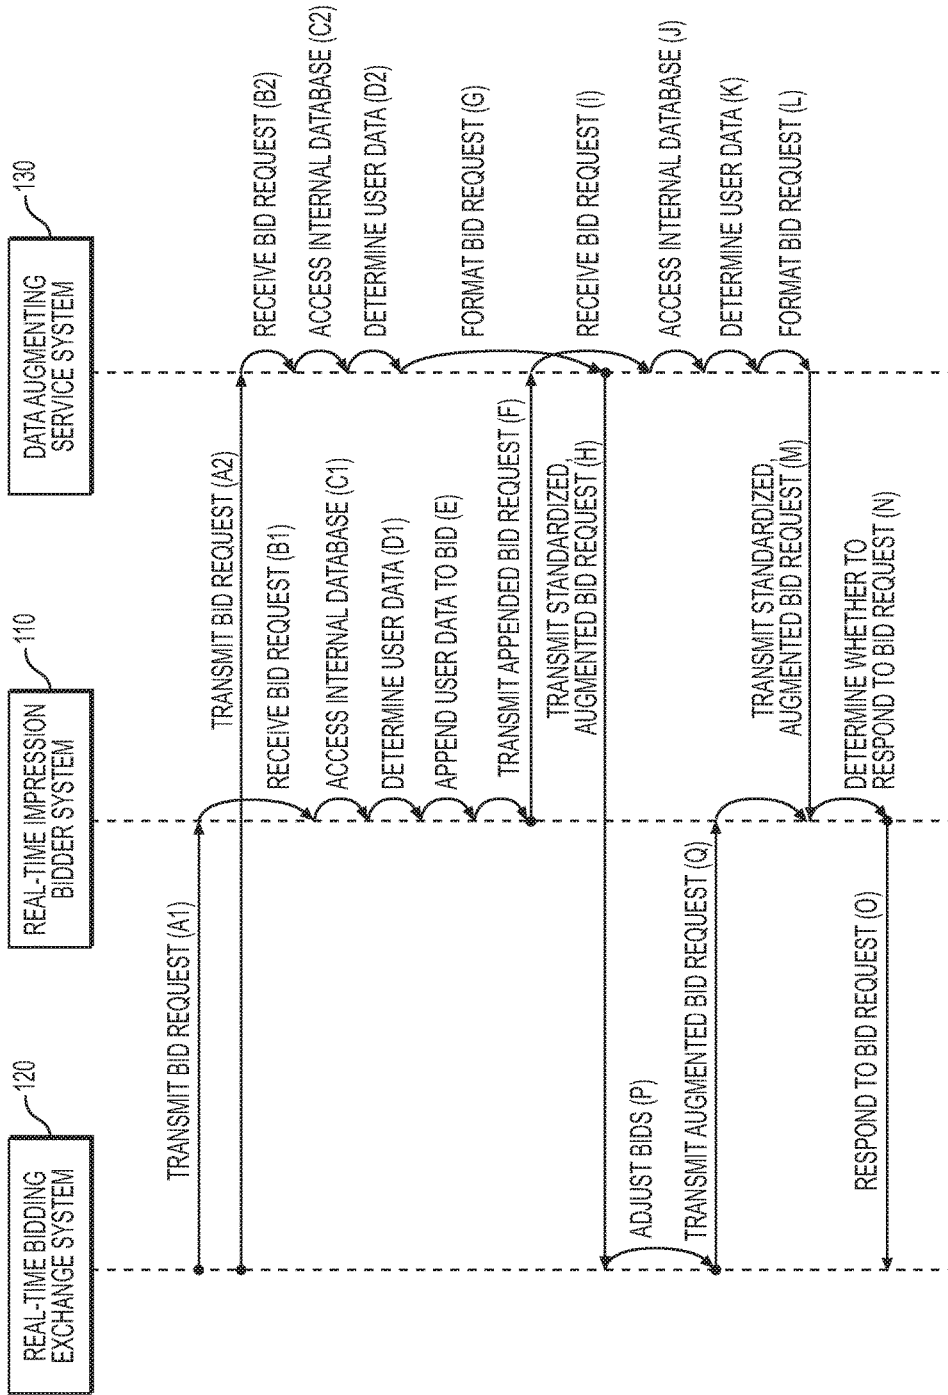 REAL-TIME BIDDING
EXCHANGE SYSTEM
120
REAL-TIME IMPRESSION
BIDDER SYSTEM
110
DATA AUGMENTING
SERVICE SYSTEM
130
TRANSMIT BID REQUEST (A1)
TRANSMIT BID REQUEST (A2)
RECEIVE BID REQUEST (B2)
RECEIVE BID REQUEST (B1)
ACCESS INTERNAL DATABASE (C2)
ACCESS INTERNAL DATABASE (C1)
DETERMINE USER DATA (D2)
DETERMINE USER DATA (D1)
APPEND USER DATA TO BID (E)
FORMAT BID REQUEST (G)
TRANSMIT APPENDED BID REQUEST (F)
TRANSMIT STANDARDIZED,
AUGMENTED BID REQUEST (H)
RECEIVE BID REQUEST (I)
ADJUST BIDS (P)
ACCESS INTERNAL DATABASE (J)
TRANSMIT AUGMENTED BID REQUEST (Q)
DETERMINE USER DATA (K)
TRANSMIT STANDARDIZED,
AUGMENTED BID REQUEST (M)
FORMAT BID REQUEST (L)
DETERMINE WHETHER TO
RESPOND TO BID REQUEST (N)
RESPOND TO BID REQUEST (O)